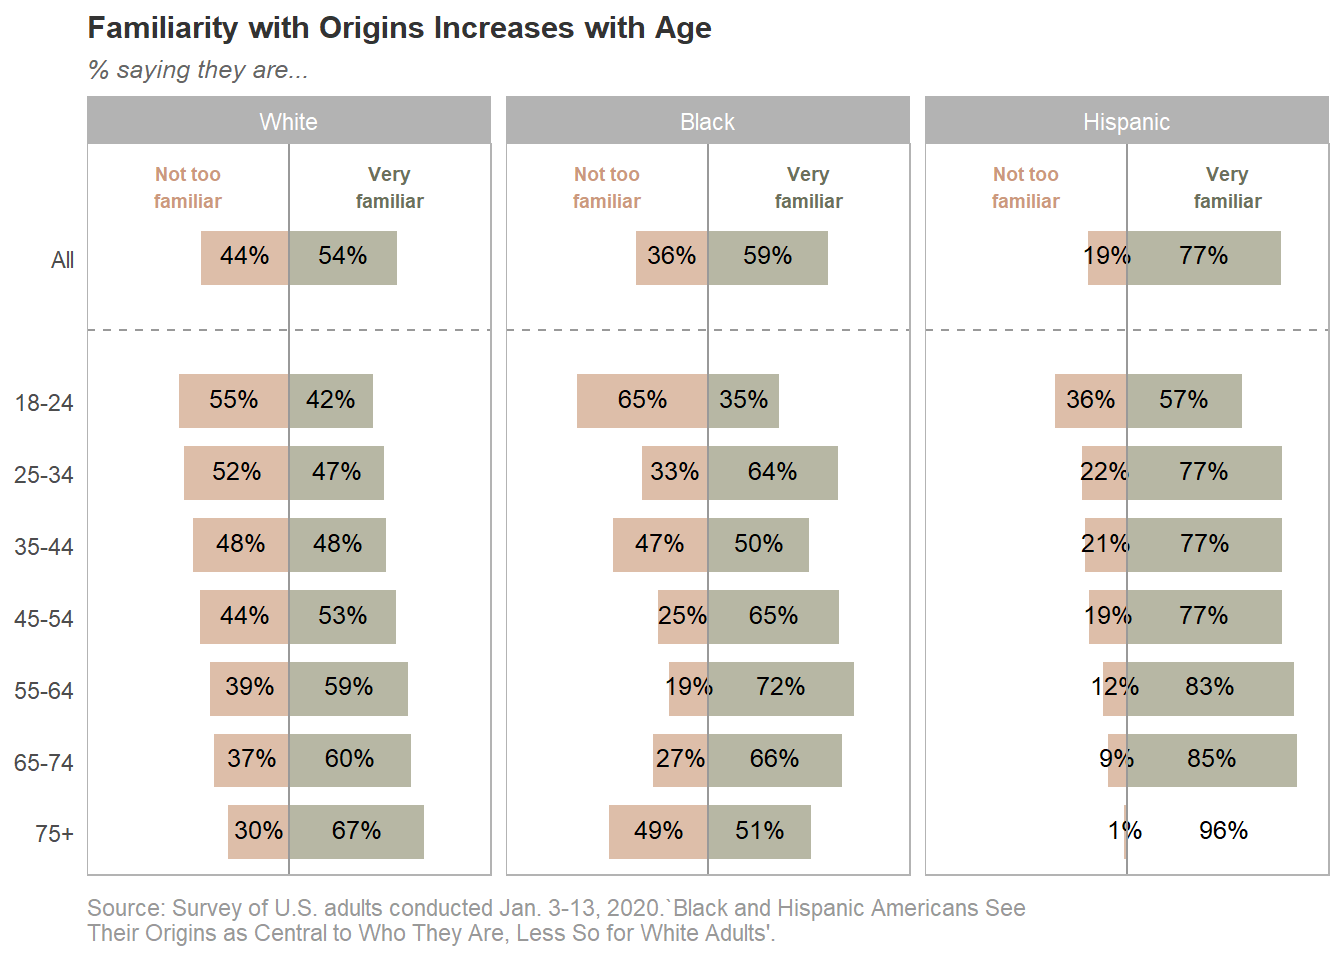 Familiarity with Origins Increases with Age
% saying they are...
White Black Hispanic
Not too Very Not too Very Not too Very
familiar familiar familiar familiar familiar familiar
All 44% 54% 36% 59% 19% 77%
18-24 55% 42% 65% 35% 36% 57%
25-34 52% 47% 33% 64% 22% 77%
35-44 48% 48% 47% 50% 21% 77%
45-54 44% 53% 25% 65% 19% 77%
55-64 39% 59% 19% 72% 12% 83%
65-74 37% 60% 27% 66% 9% 85%
75+ 30% 67% 49% 51% 1% 96%
Source: Survey of U.S. adults conducted Jan. 3-13, 2020.`Black and Hispanic Americans See
Their Origins as Central to Who They Are, Less So for White Adults'.